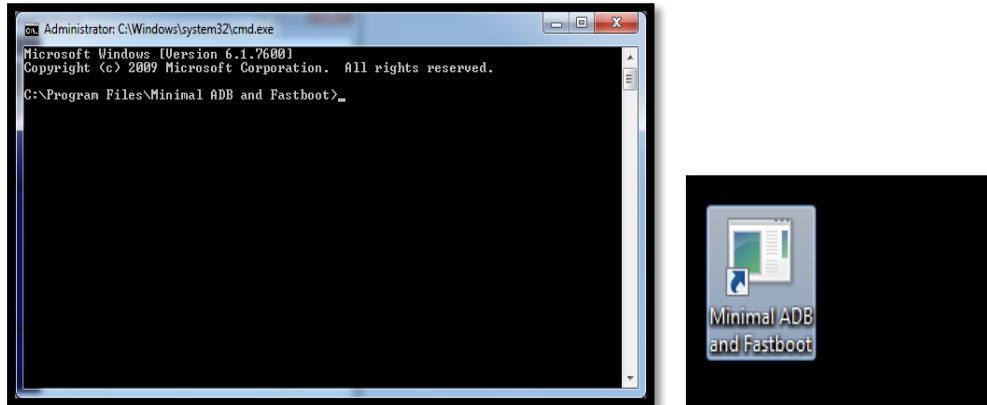 Administrator: C:\Windows\system32\cmd.exe
Microsoft Windows [Version 6.1.7600]
Copyright (c) 2009 Microsoft Corporation.  All rights reserved.
C:\Program Files\Minimal ADB and Fastboot>_
Minimal ADB
and Fastboot